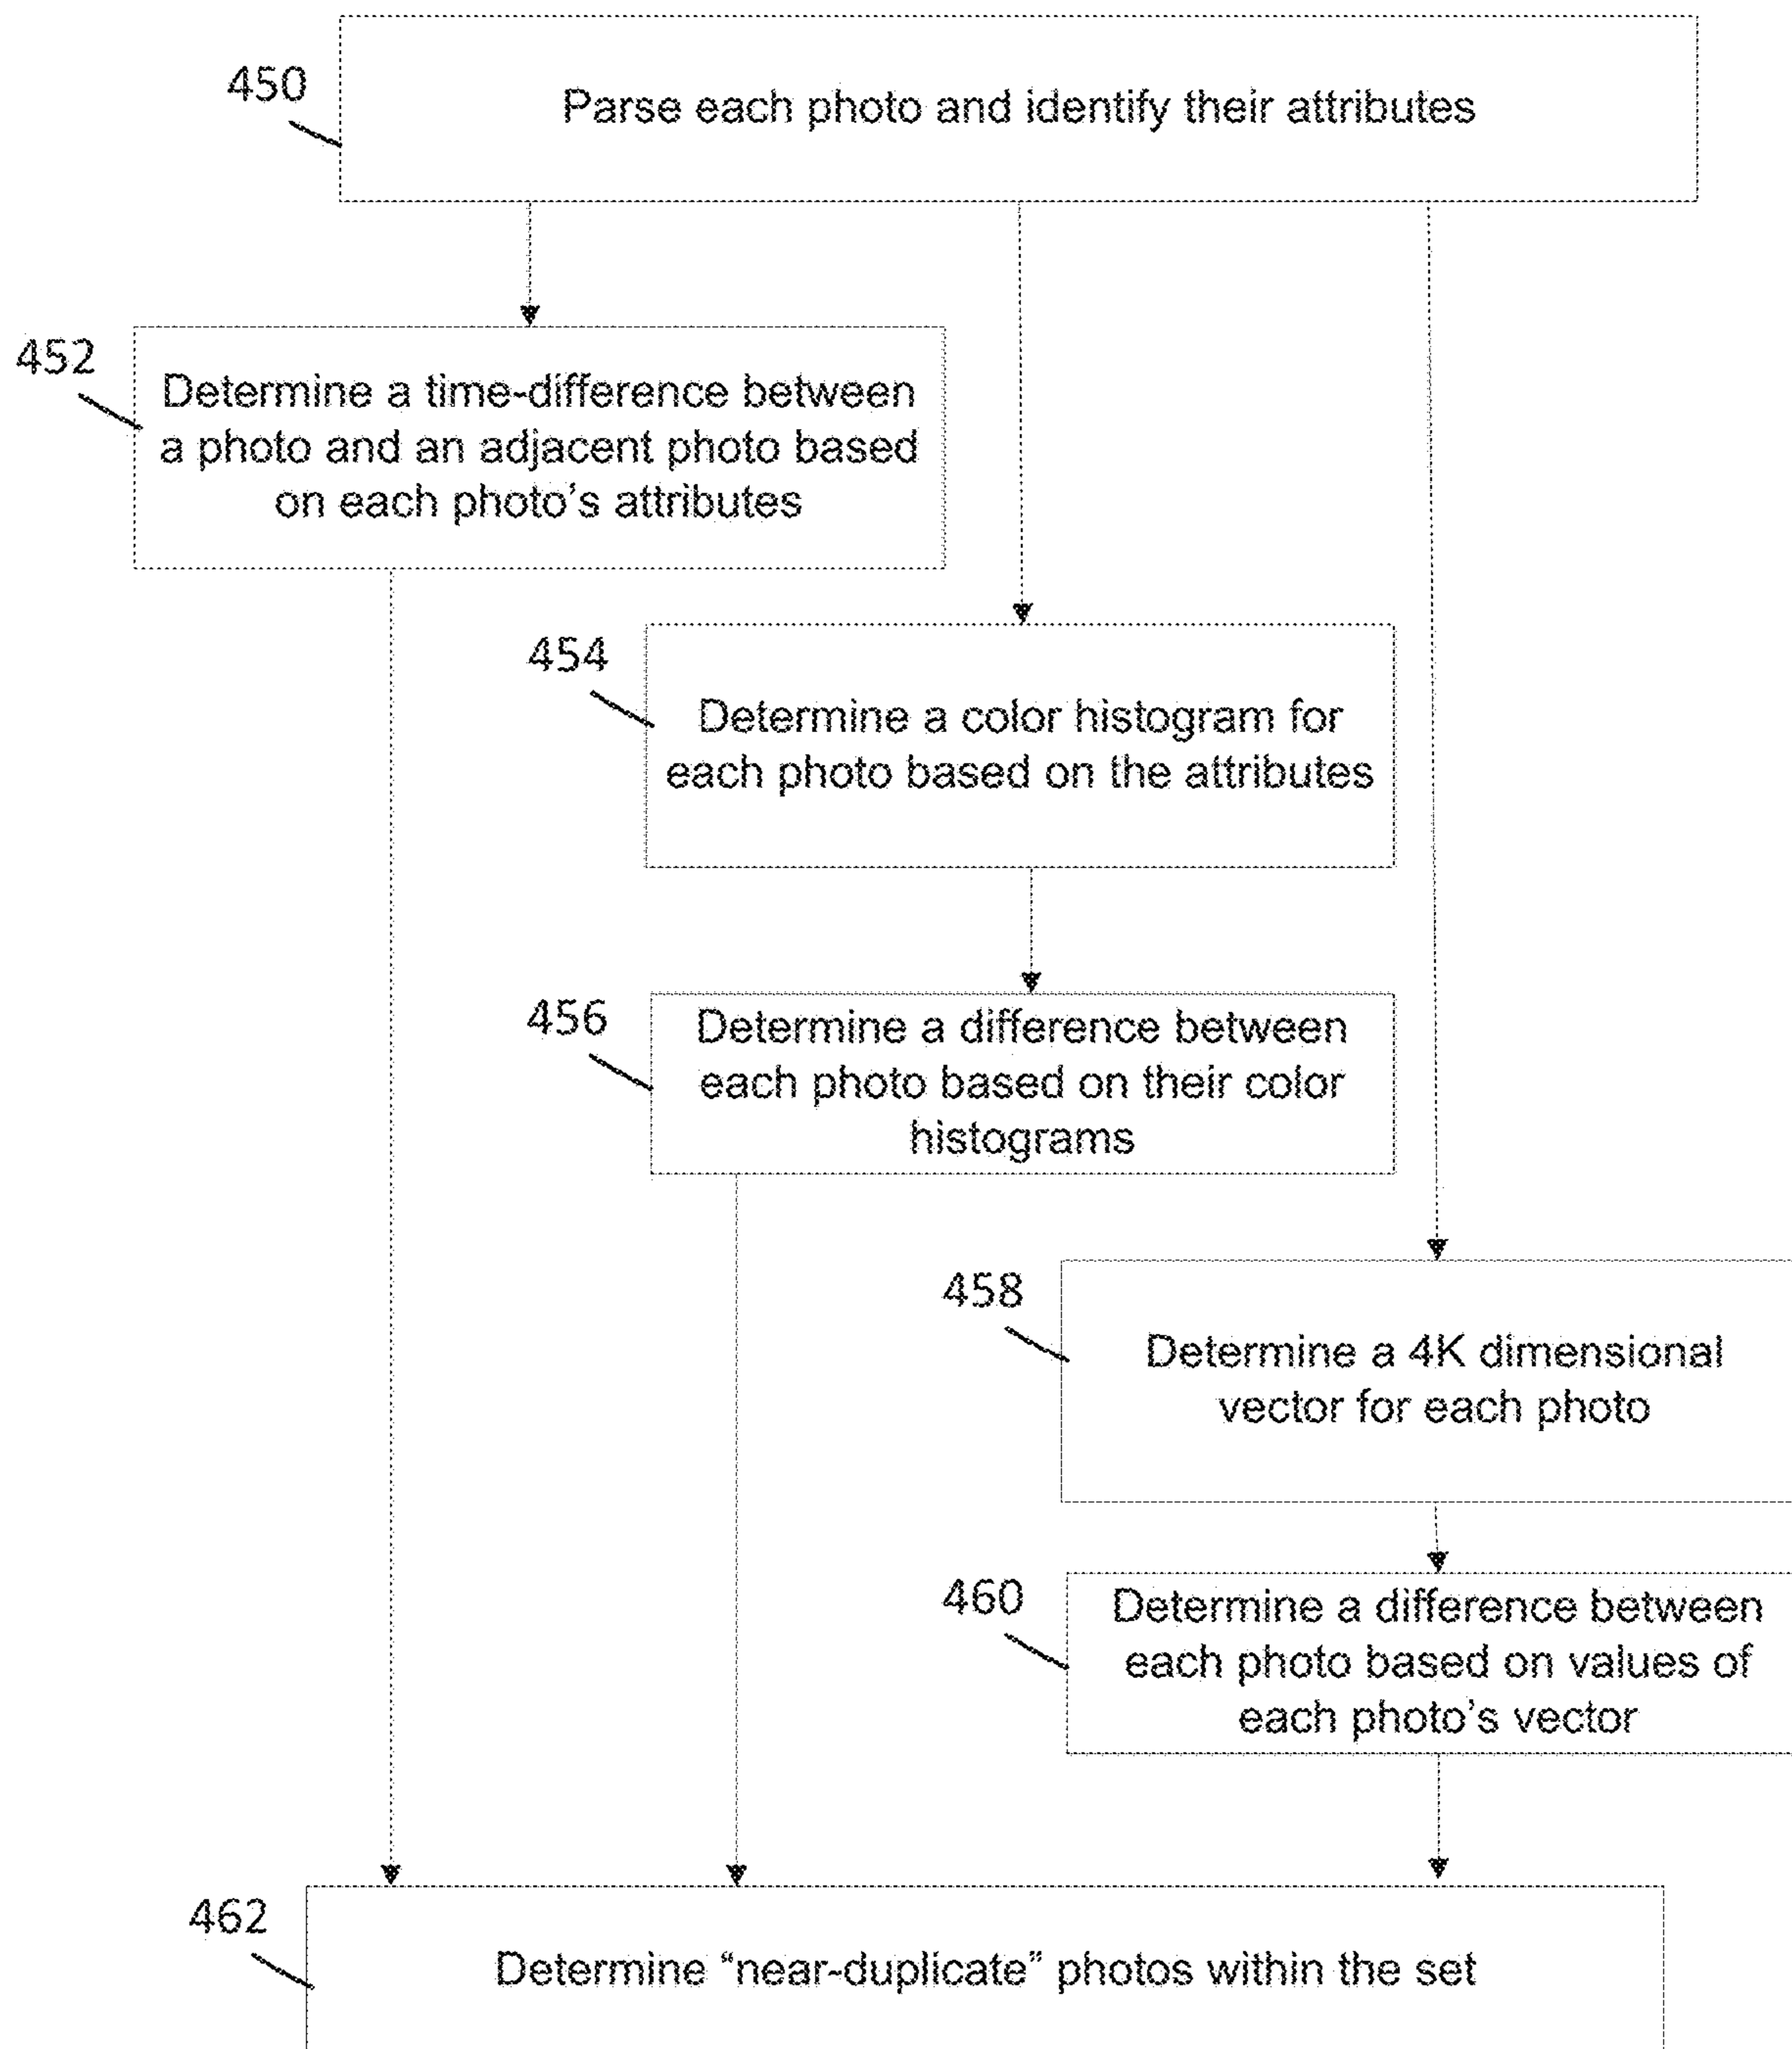 450
Parse each photo and identify their attributes
452
Determine a time-difference between
a photo and an adjacent photo based
on each photo's attributes
454
Determine a color histogram for
each photo based on the attributes
456
Determine a difference between
each photo based on their color
histograms
458
Determine a 4K dimensional
vector for each photo
460
Determine a difference between
each photo based on values of
each photo's vector
462
Determine “near-duplicate” photos within the set